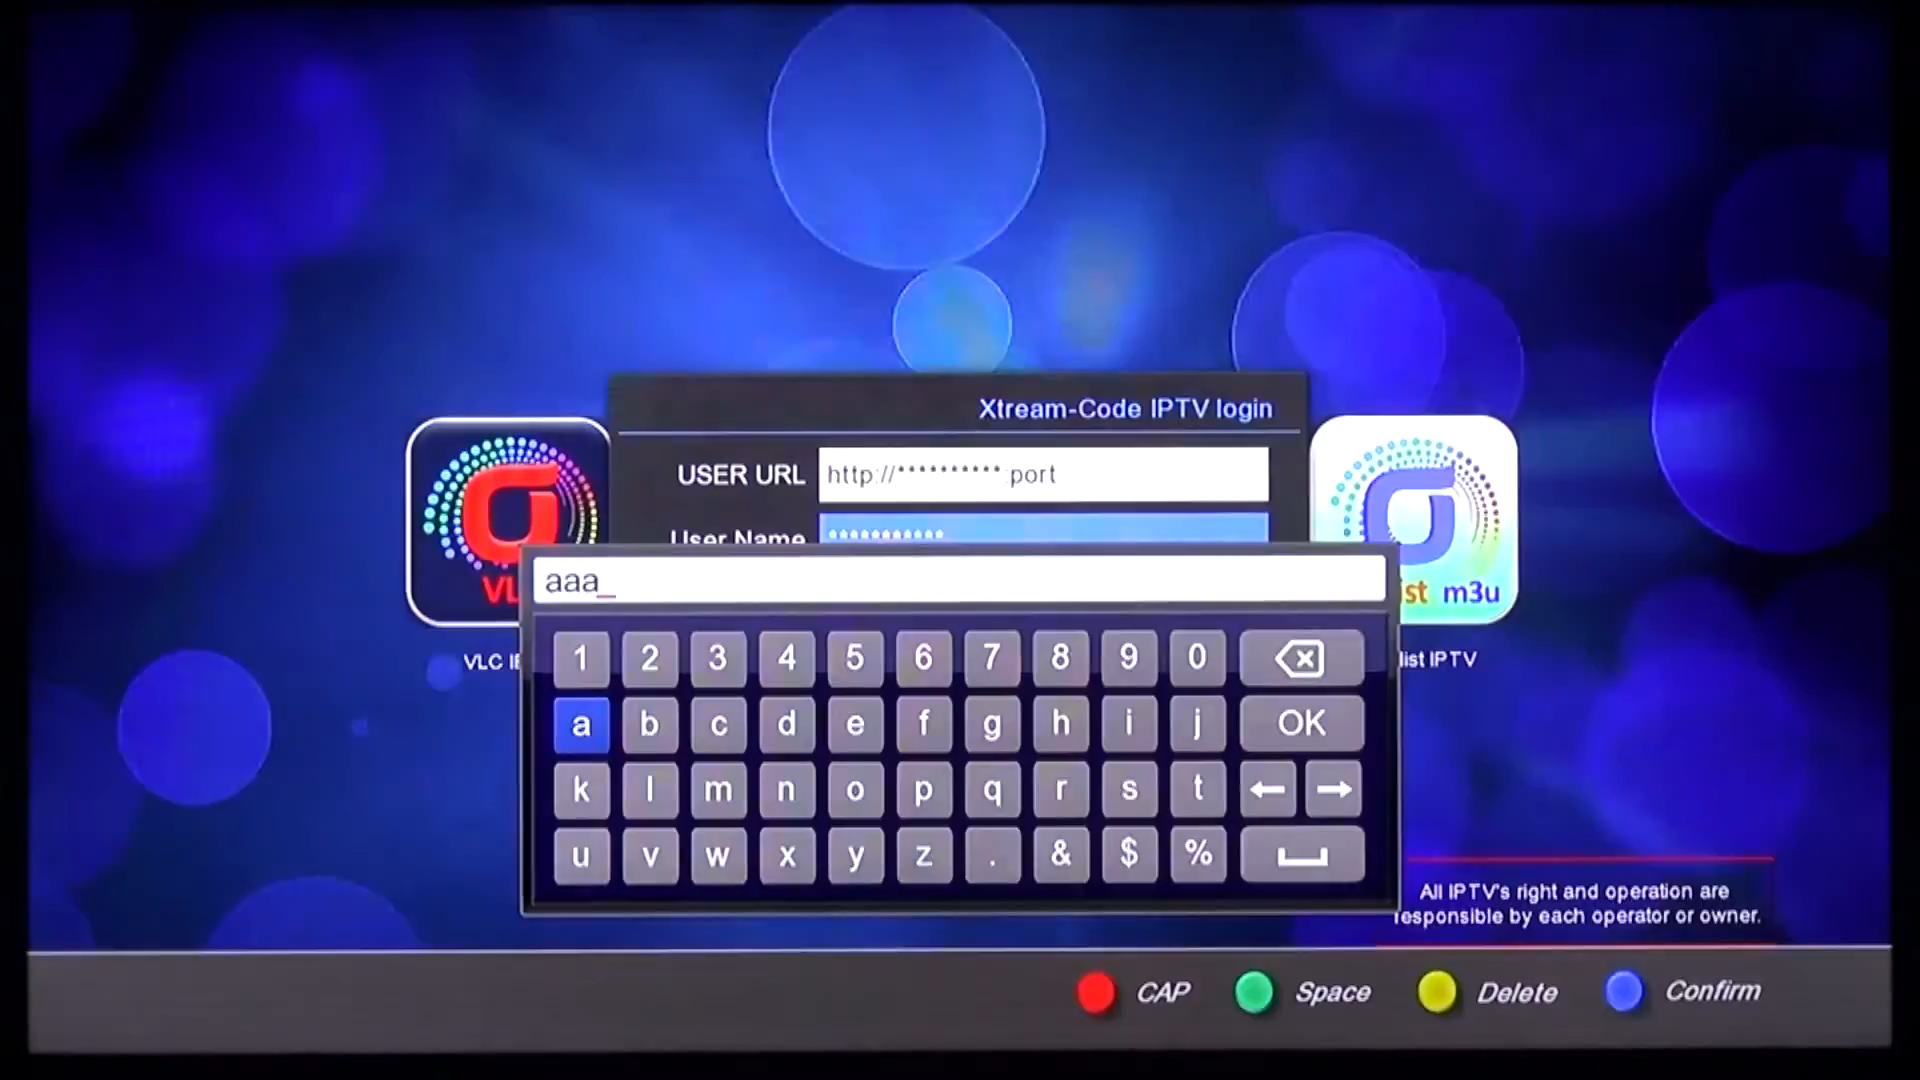 Xtream-Code IPTV login
USER URL http://**********:port
User Name ***********
aaa_
1 2 3 4 5 6 7 8 9 0
a b c d e f g h i j OK
k l m n o p q r s t ← →
u v w x y z . & $ %
m3u
VLC
list IPTV
All IPTV's right and operation are
responsible by each operator or owner.
CAP Space Delete Confirm